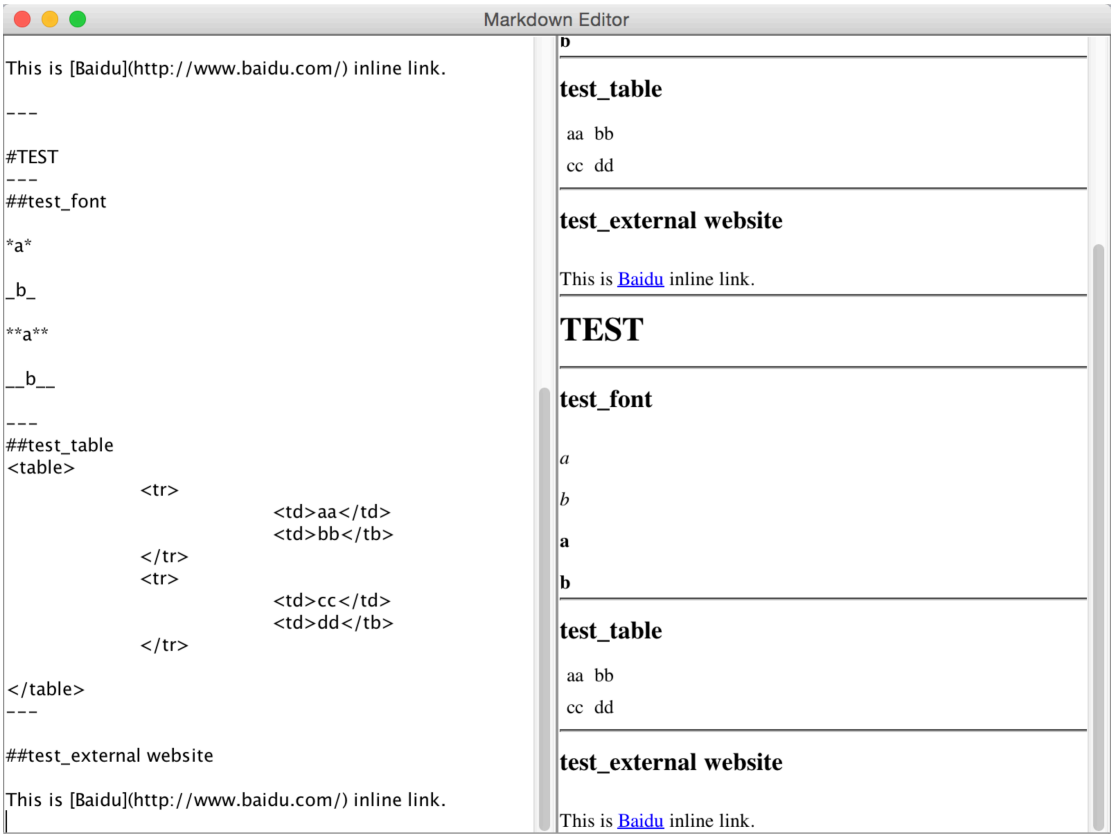 Markdown Editor
This is [Baidu](http://www.baidu.com/) inline link.
---
#TEST
---
##test_font
*a*
_b_
**a**
__b__
---
##test_table
<table>
<tr>
<td>aa</td>
<td>bb</tb>
</tr>
<tr>
<td>cc</td>
<td>dd</tb>
</tr>
</table>
---
##test_external website
This is [Baidu](http://www.baidu.com/) inline link.
b
test_table
aa bb
cc dd
test_external website
This is Baidu inline link.
TEST
test_font
a
b
a
b
test_table
aa bb
cc dd
test_external website
This is Baidu inline link.